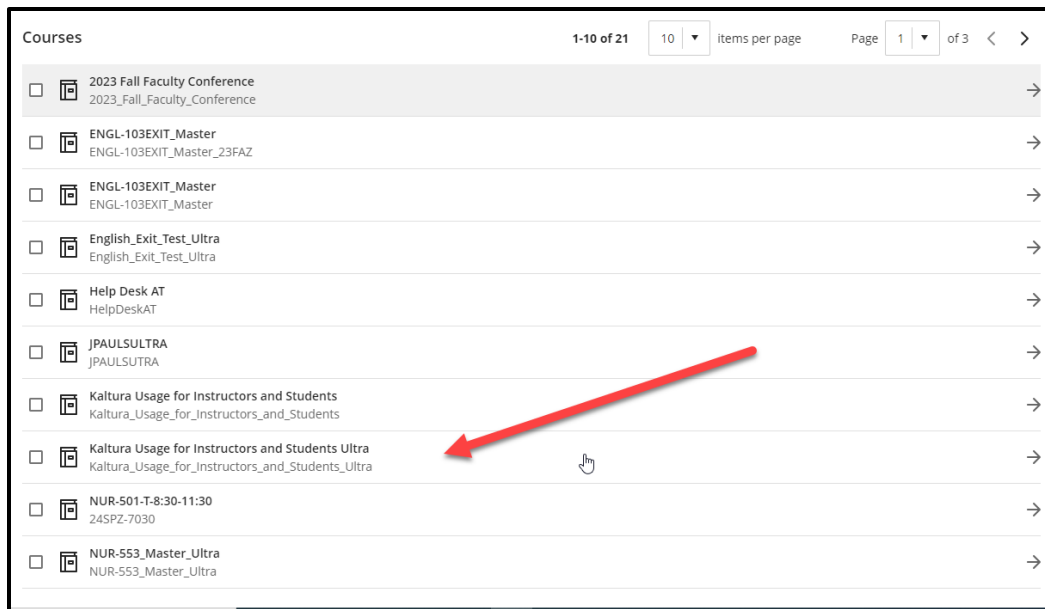 Courses 1-10 of 21 10 items per page Page 1 of 3
2023 Fall Faculty Conference
2023_Fall_Faculty_Conference
ENGL-103EXIT_Master
ENGL-103EXIT_Master_23FAZ
ENGL-103EXIT_Master
ENGL-103EXIT_Master
English_Exit_Test_Ultra
English_Exit_Test_Ultra
Help Desk AT
HelpDeskAT
JPAULSULTRA
JPAULSUTRA
Kaltura Usage for Instructors and Students
Kaltura_Usage_for_Instructors_and_Students
Kaltura Usage for Instructors and Students Ultra
Kaltura_Usage_for_Instructors_and_Students_Ultra
NUR-501-T-8:30-11:30
24SPZ-7030
NUR-553_Master_Ultra
NUR-553_Master_Ultra